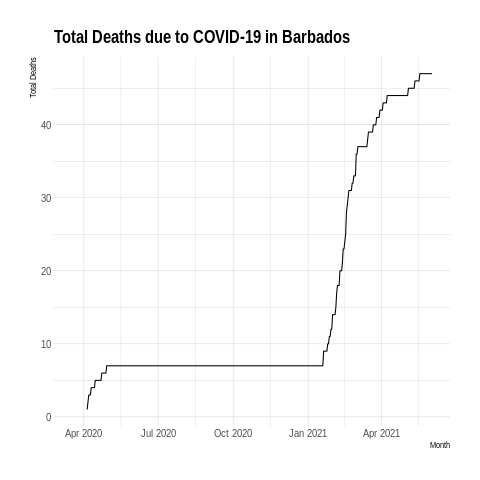 Total Deaths due to COVID-19 in Barbados
Total Deaths
40
30
20
10
0
Apr 2020 Jul 2020 Oct 2020 Jan 2021 Apr 2021
Month